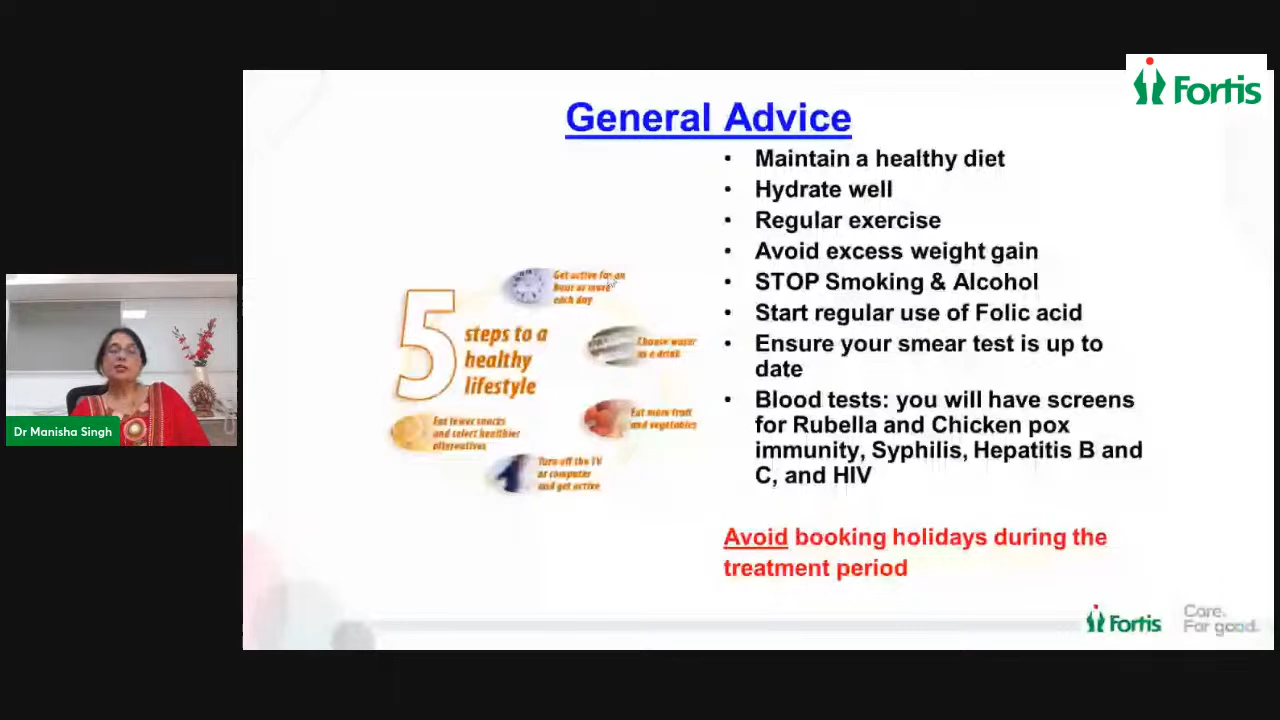 Fortis
General Advice
• Maintain a healthy diet
• Hydrate well
• Regular exercise
• Avoid excess weight gain
• STOP Smoking & Alcohol
• Start regular use of Folic acid
• Ensure your smear test is up to
date
• Blood tests: you will have screens
for Rubella and Chicken pox
immunity, Syphilis, Hepatitis B and
C, and HIV
Avoid booking holidays during the
treatment period
5
steps to a
healthy
lifestyle
Get active for an
hour or more
each day
Choose water
as a drink
Eat more fruit
and vegetables
Turn off the TV
or computer
and get active
Eat fewer snacks
and select healthier
alternatives
Dr Manisha Singh
Fortis
Care.
For good.